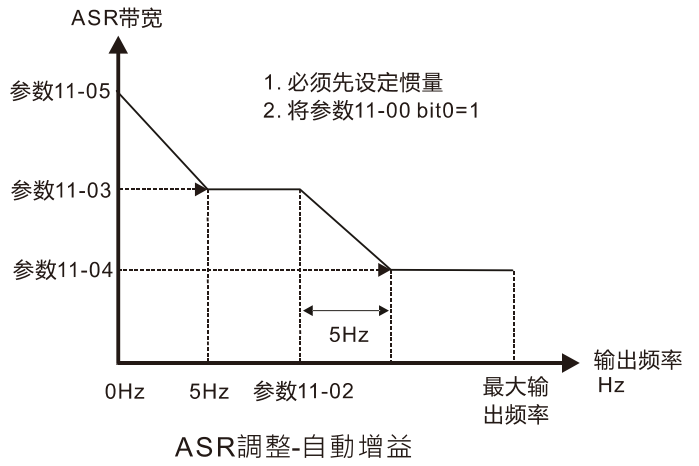 ASR带宽
参数11-05
1. 必须先设定惯量
2. 将参数11-00 bit0=1
参数11-03
参数11-04
5Hz
0Hz
5Hz
参数11-02
最大输
出频率
输出频率
Hz
ASR調整-自動增益